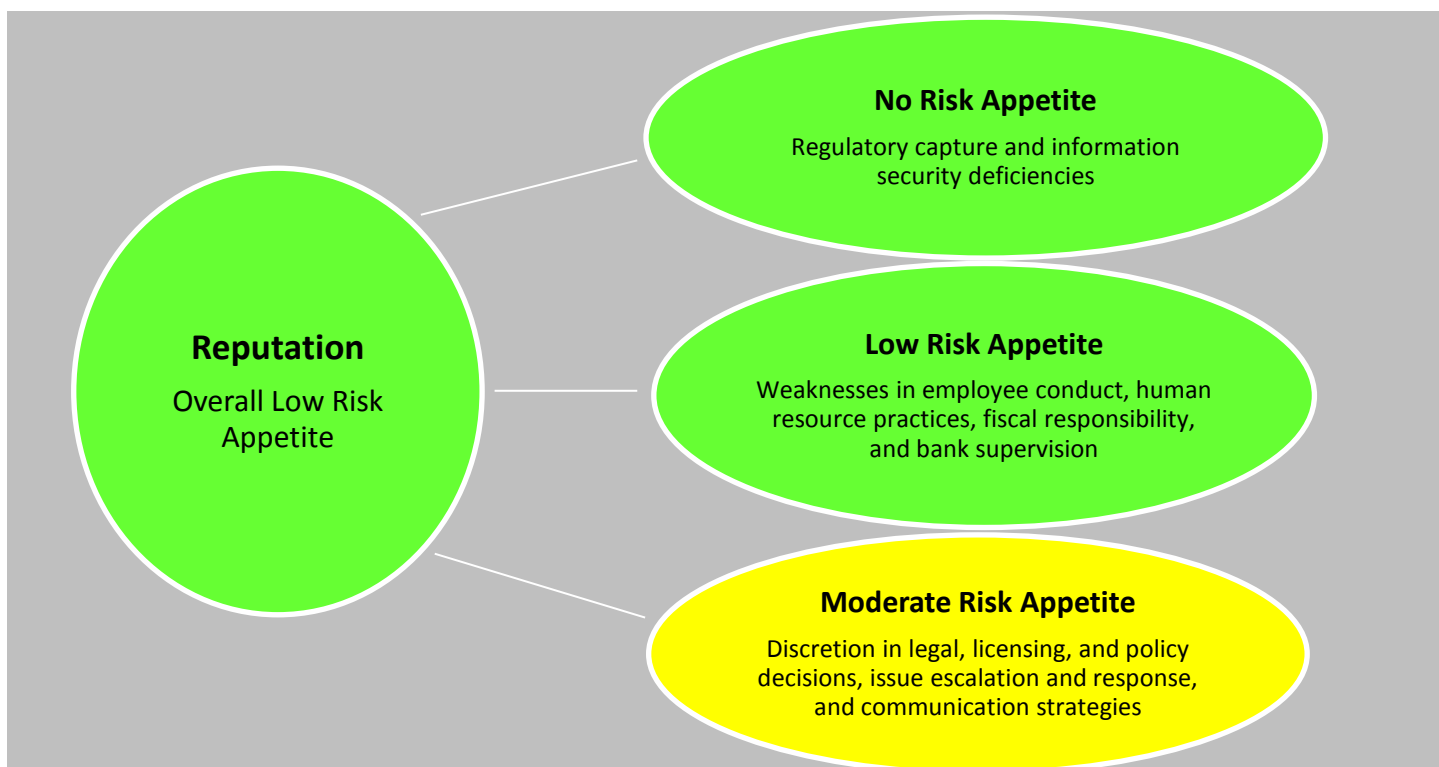 Reputation
Overall Low Risk
Appetite
No Risk Appetite
Regulatory capture and information
security deficiencies
Low Risk Appetite
Weaknesses in employee conduct, human
resource practices, fiscal responsibility,
and bank supervision
Moderate Risk Appetite
Discretion in legal, licensing, and policy
decisions, issue escalation and response,
and communication strategies